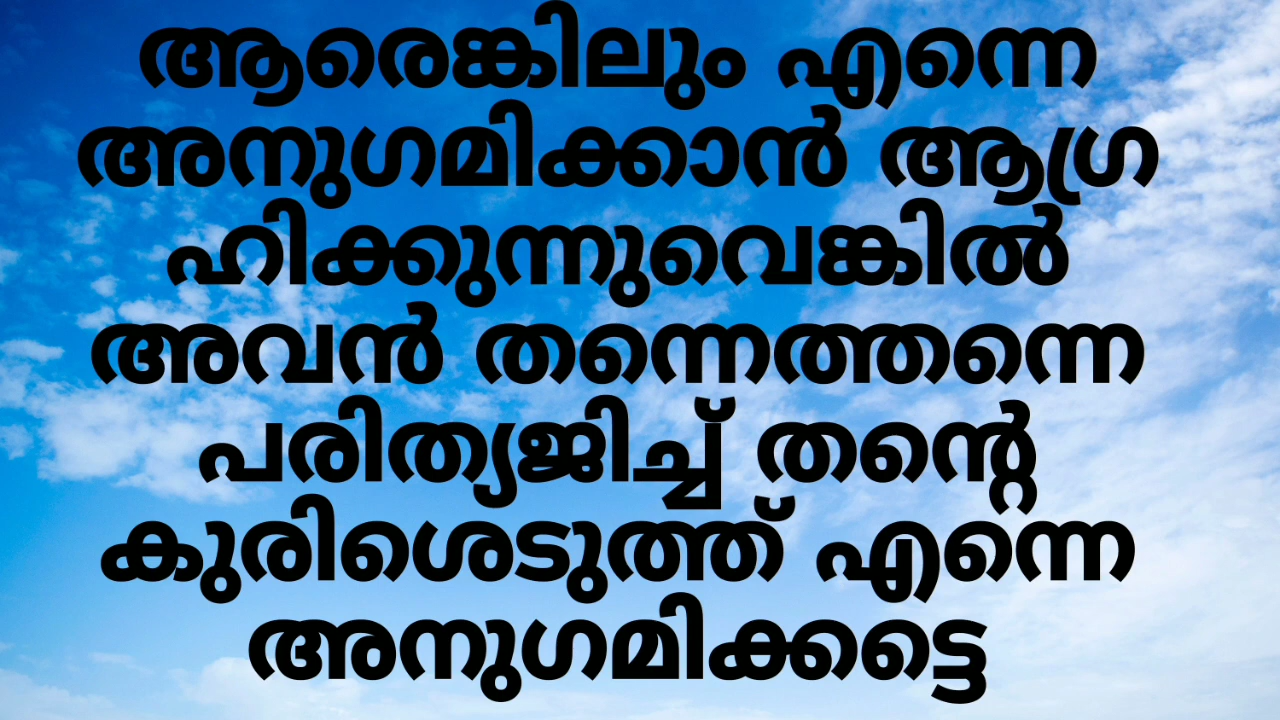 ആരെങ്കിലും എന്നെ
അനുഗമിക്കാൻ ആഗ്ര
ഹിക്കുന്നുവെങ്കിൽ
അവൻ തന്നെത്തന്നെ
പരിത്യജിച്ച് തന്റെ
കുരിശെടുത്ത് എന്നെ
അനുഗമിക്കട്ടെ